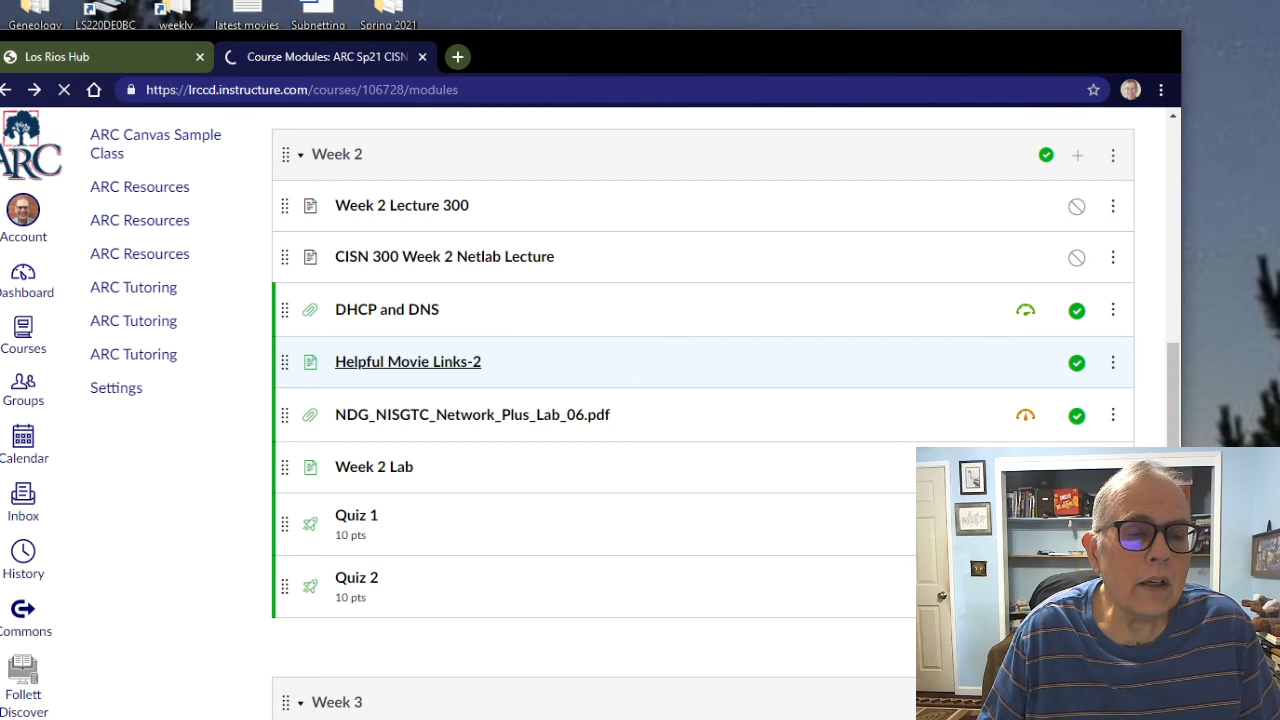 Geneology
LS220DE0BC
weekly
latest movies
Subnetting
Spring 2021
Los Rios Hub
Course Modules: ARC Sp21 CISN
https://lrccd.instructure.com/courses/106728/modules
ARC
Account
Dashboard
Courses
Groups
Calendar
Inbox
History
Commons
Follett
Discover
ARC Canvas Sample
Class
ARC Resources
ARC Resources
ARC Resources
ARC Tutoring
ARC Tutoring
ARC Tutoring
Settings
Week 2
Week 2 Lecture 300
CISN 300 Week 2 Netlab Lecture
DHCP and DNS
Helpful Movie Links-2
NDG_NISGTC_Network_Plus_Lab_06.pdf
Week 2 Lab
Quiz 1
10 pts
Quiz 2
10 pts
Week 3